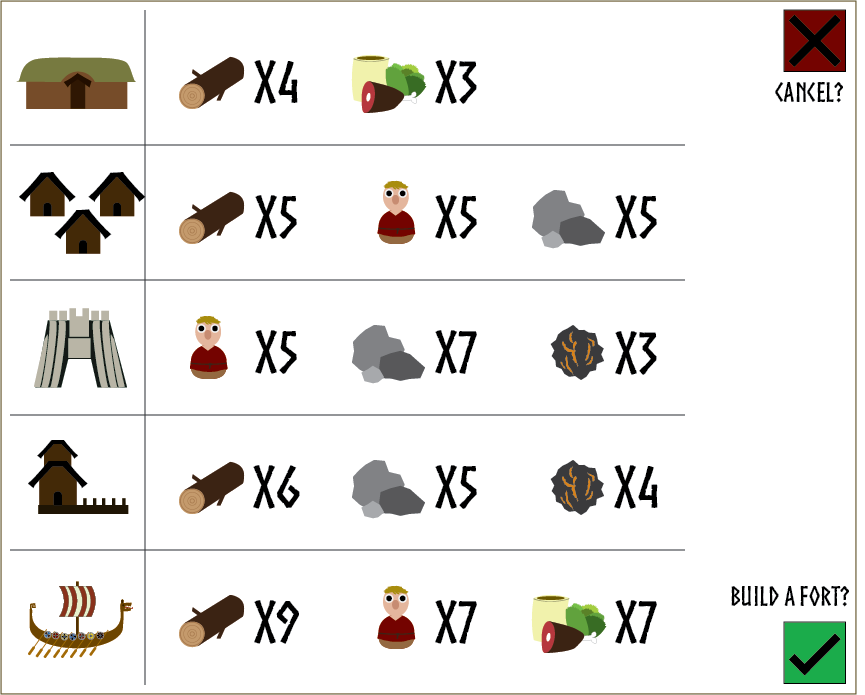 X4 X3
CANCEL?
X5 X5 X5
X5 X7 X3
X6 X5 X4
X9 X7 X7
BUILD A FORT?